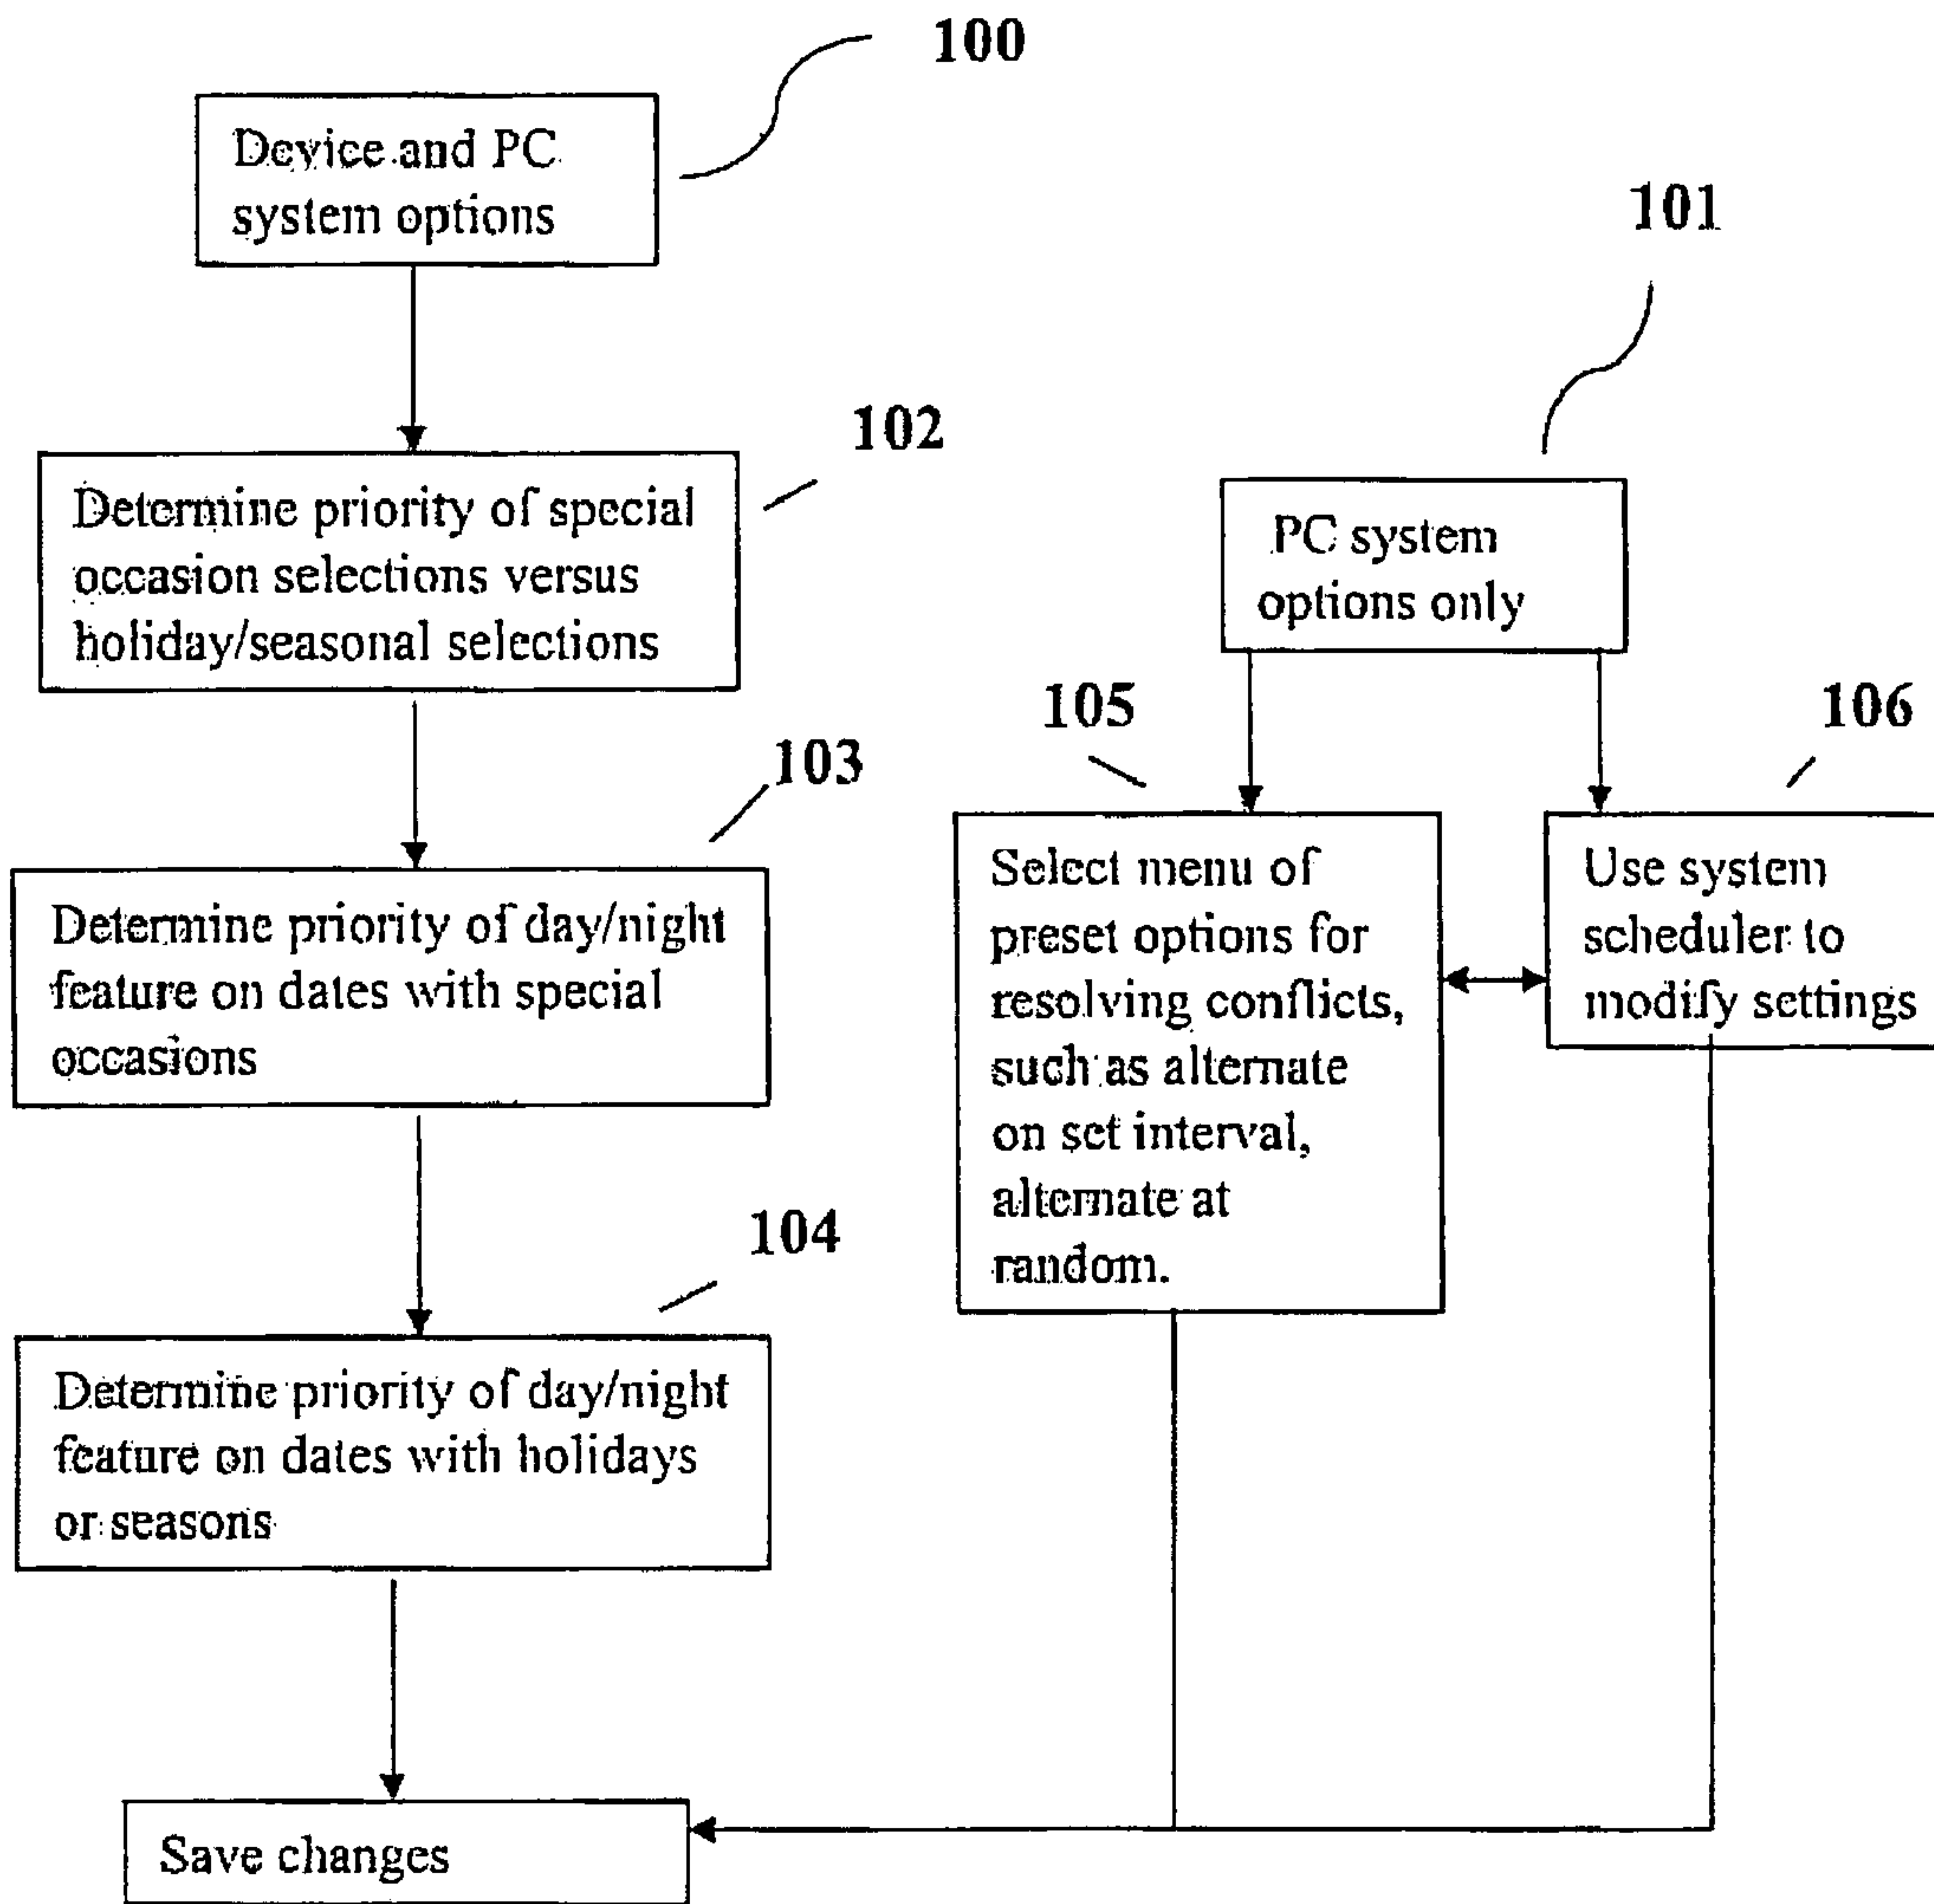 100
Device and PC
system options
101
102
Determine priority of special
occasion selections versus
holiday/seasonal selections
PC system
options only
103
Determine priority of day/night
feature on dates with special
occasions
105
Select menu of
preset options for
resolving conflicts,
such as alternate
on set interval,
alternate at
random.
106
Use system
scheduler to
modify settings
104
Determine priority of day/night
feature on dates with holidays
or seasons
Save changes